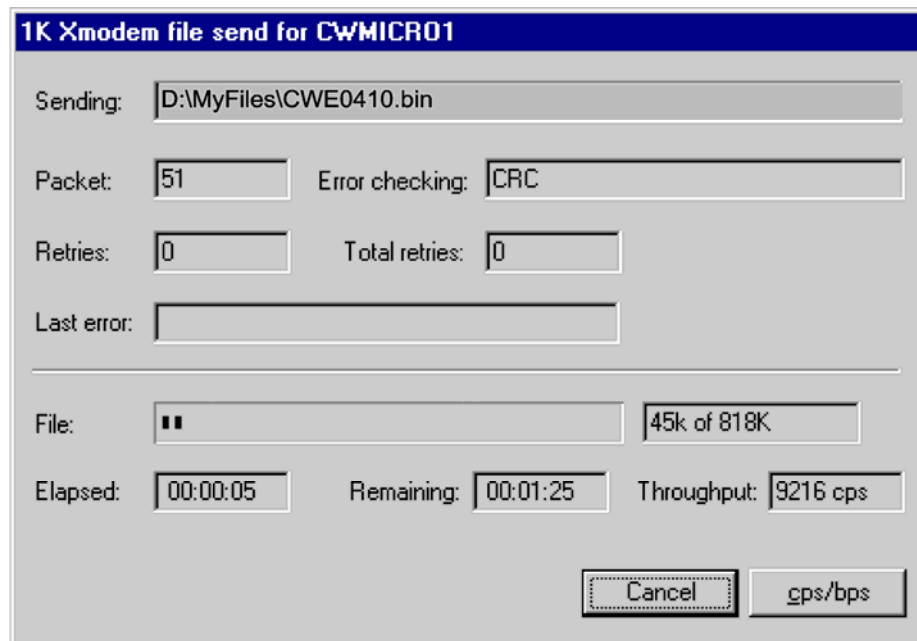 1K Xmodem file send for CWMICRO1
Sending: D:\MyFiles\CWE0410.bin
Packet: 51 Error checking: CRC
Retries: 0 Total retries: 0
Last error:
File: 45k of 818K
Elapsed: 00:00:05 Remaining: 00:01:25 Throughput: 9216 cps
Cancel cps/bps